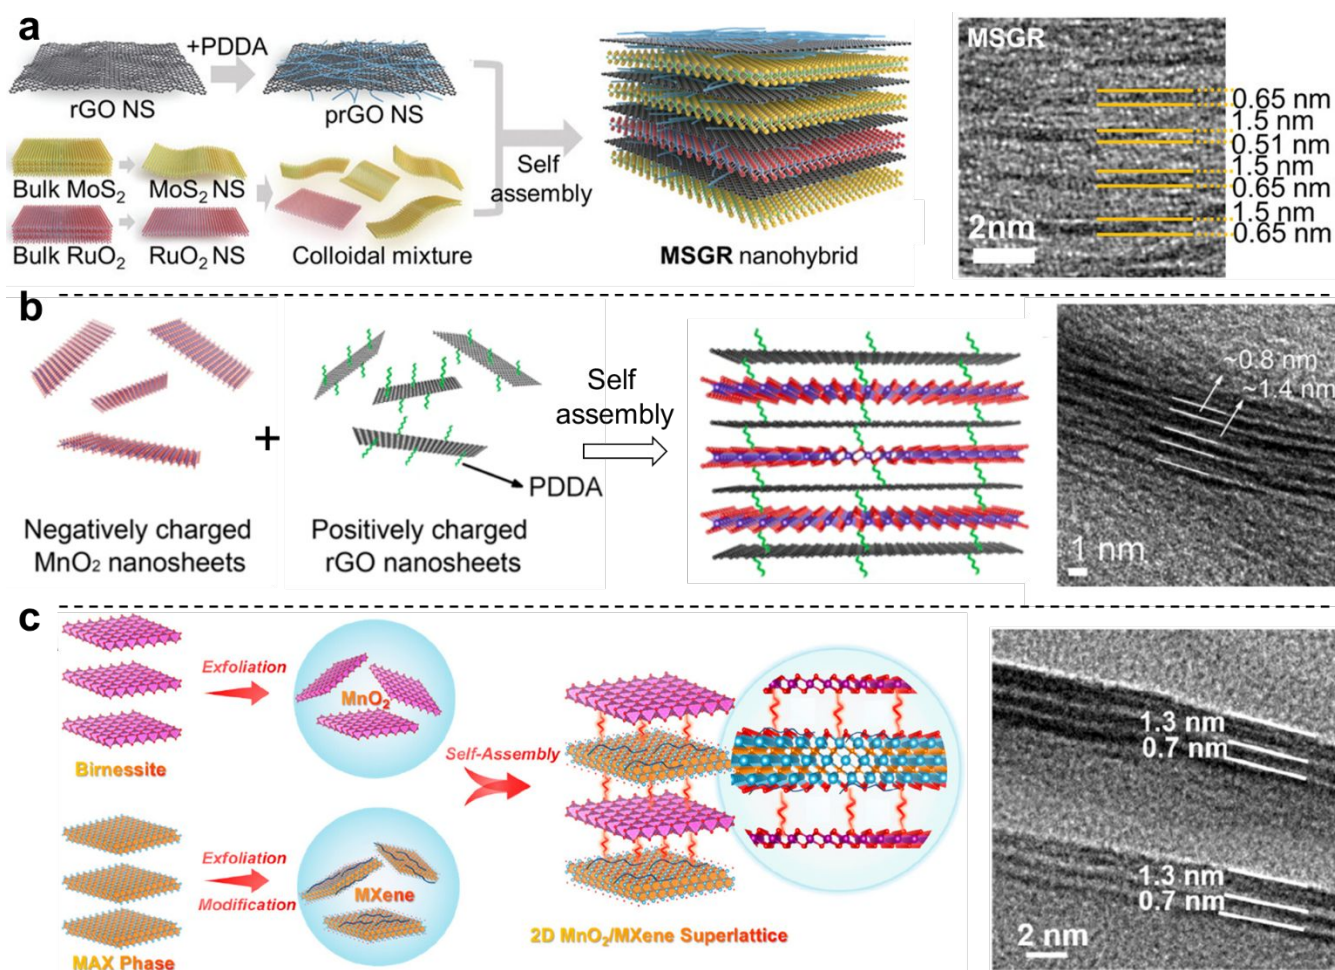 a
+PDDA
rGO NS
prGO NS
Bulk MoS₂
MoS₂ NS
Bulk RuO₂
RuO₂ NS
Colloidal mixture
Self
assembly
MSGR nanohybrid
MSGR
0.65 nm
1.5 nm
0.51 nm
1.5 nm
0.65 nm
1.5 nm
0.65 nm
2nm
b
Negatively charged
MnO₂ nanosheets
+
PDDA
Positively charged
rGO nanosheets
Self
assembly
~0.8 nm
~1.4 nm
1 nm
c
Birnessite
Exfoliation
MnO₂
MAX Phase
Exfoliation
Modification
MXene
Self-Assembly
2D MnO₂/MXene Superlattice
1.3 nm
0.7 nm
1.3 nm
0.7 nm
2 nm